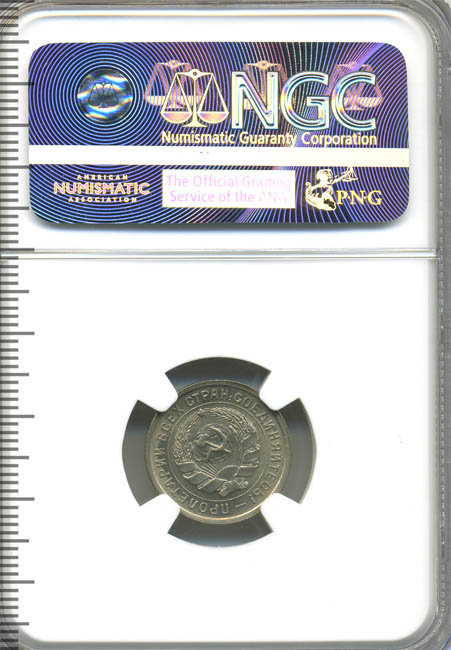 NGC
Numismatic Guaranty Corporation
AMERICAN
NUMISMATIC
ASSOCIATION
The Official Grading
Service of the ANA
PNG
ПРОЛЕТАРИИ ВСЕХ СТРАН, СОЕДИНЯЙТЕСЬ! —